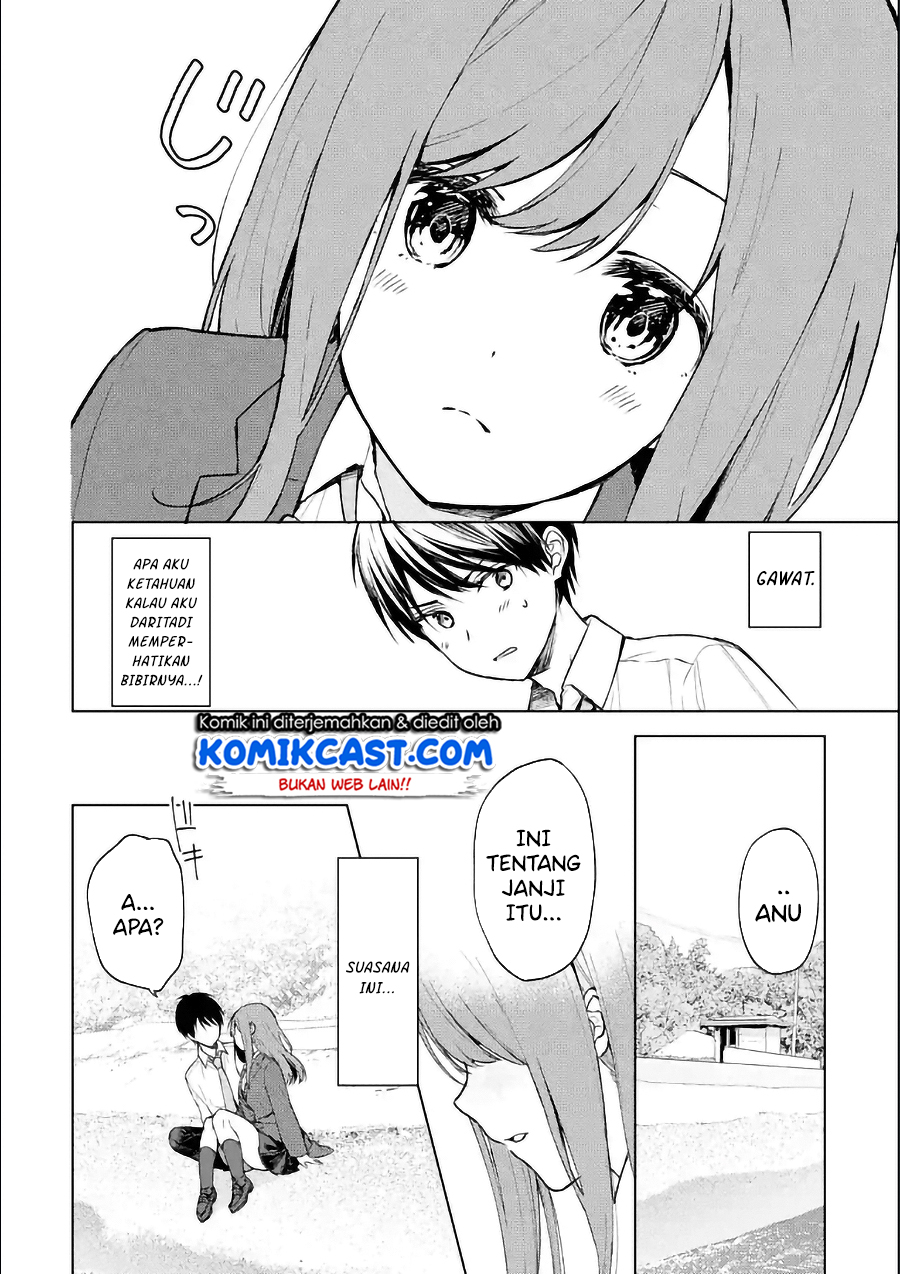 じっ
GAWAT.
APA AKU
KETAHUAN
KALAU AKU
DARITADI
MEMPER-
HATIKAN
BIBIRNYA...!
Komik ini diterjemahkan & diedit oleh
KOMIKCAST.COM
BUKAN WEB LAIN!!
..
ANU
INI
TENTANG
JANJI
ITU...
SUASANA
INI...
A...
APA?